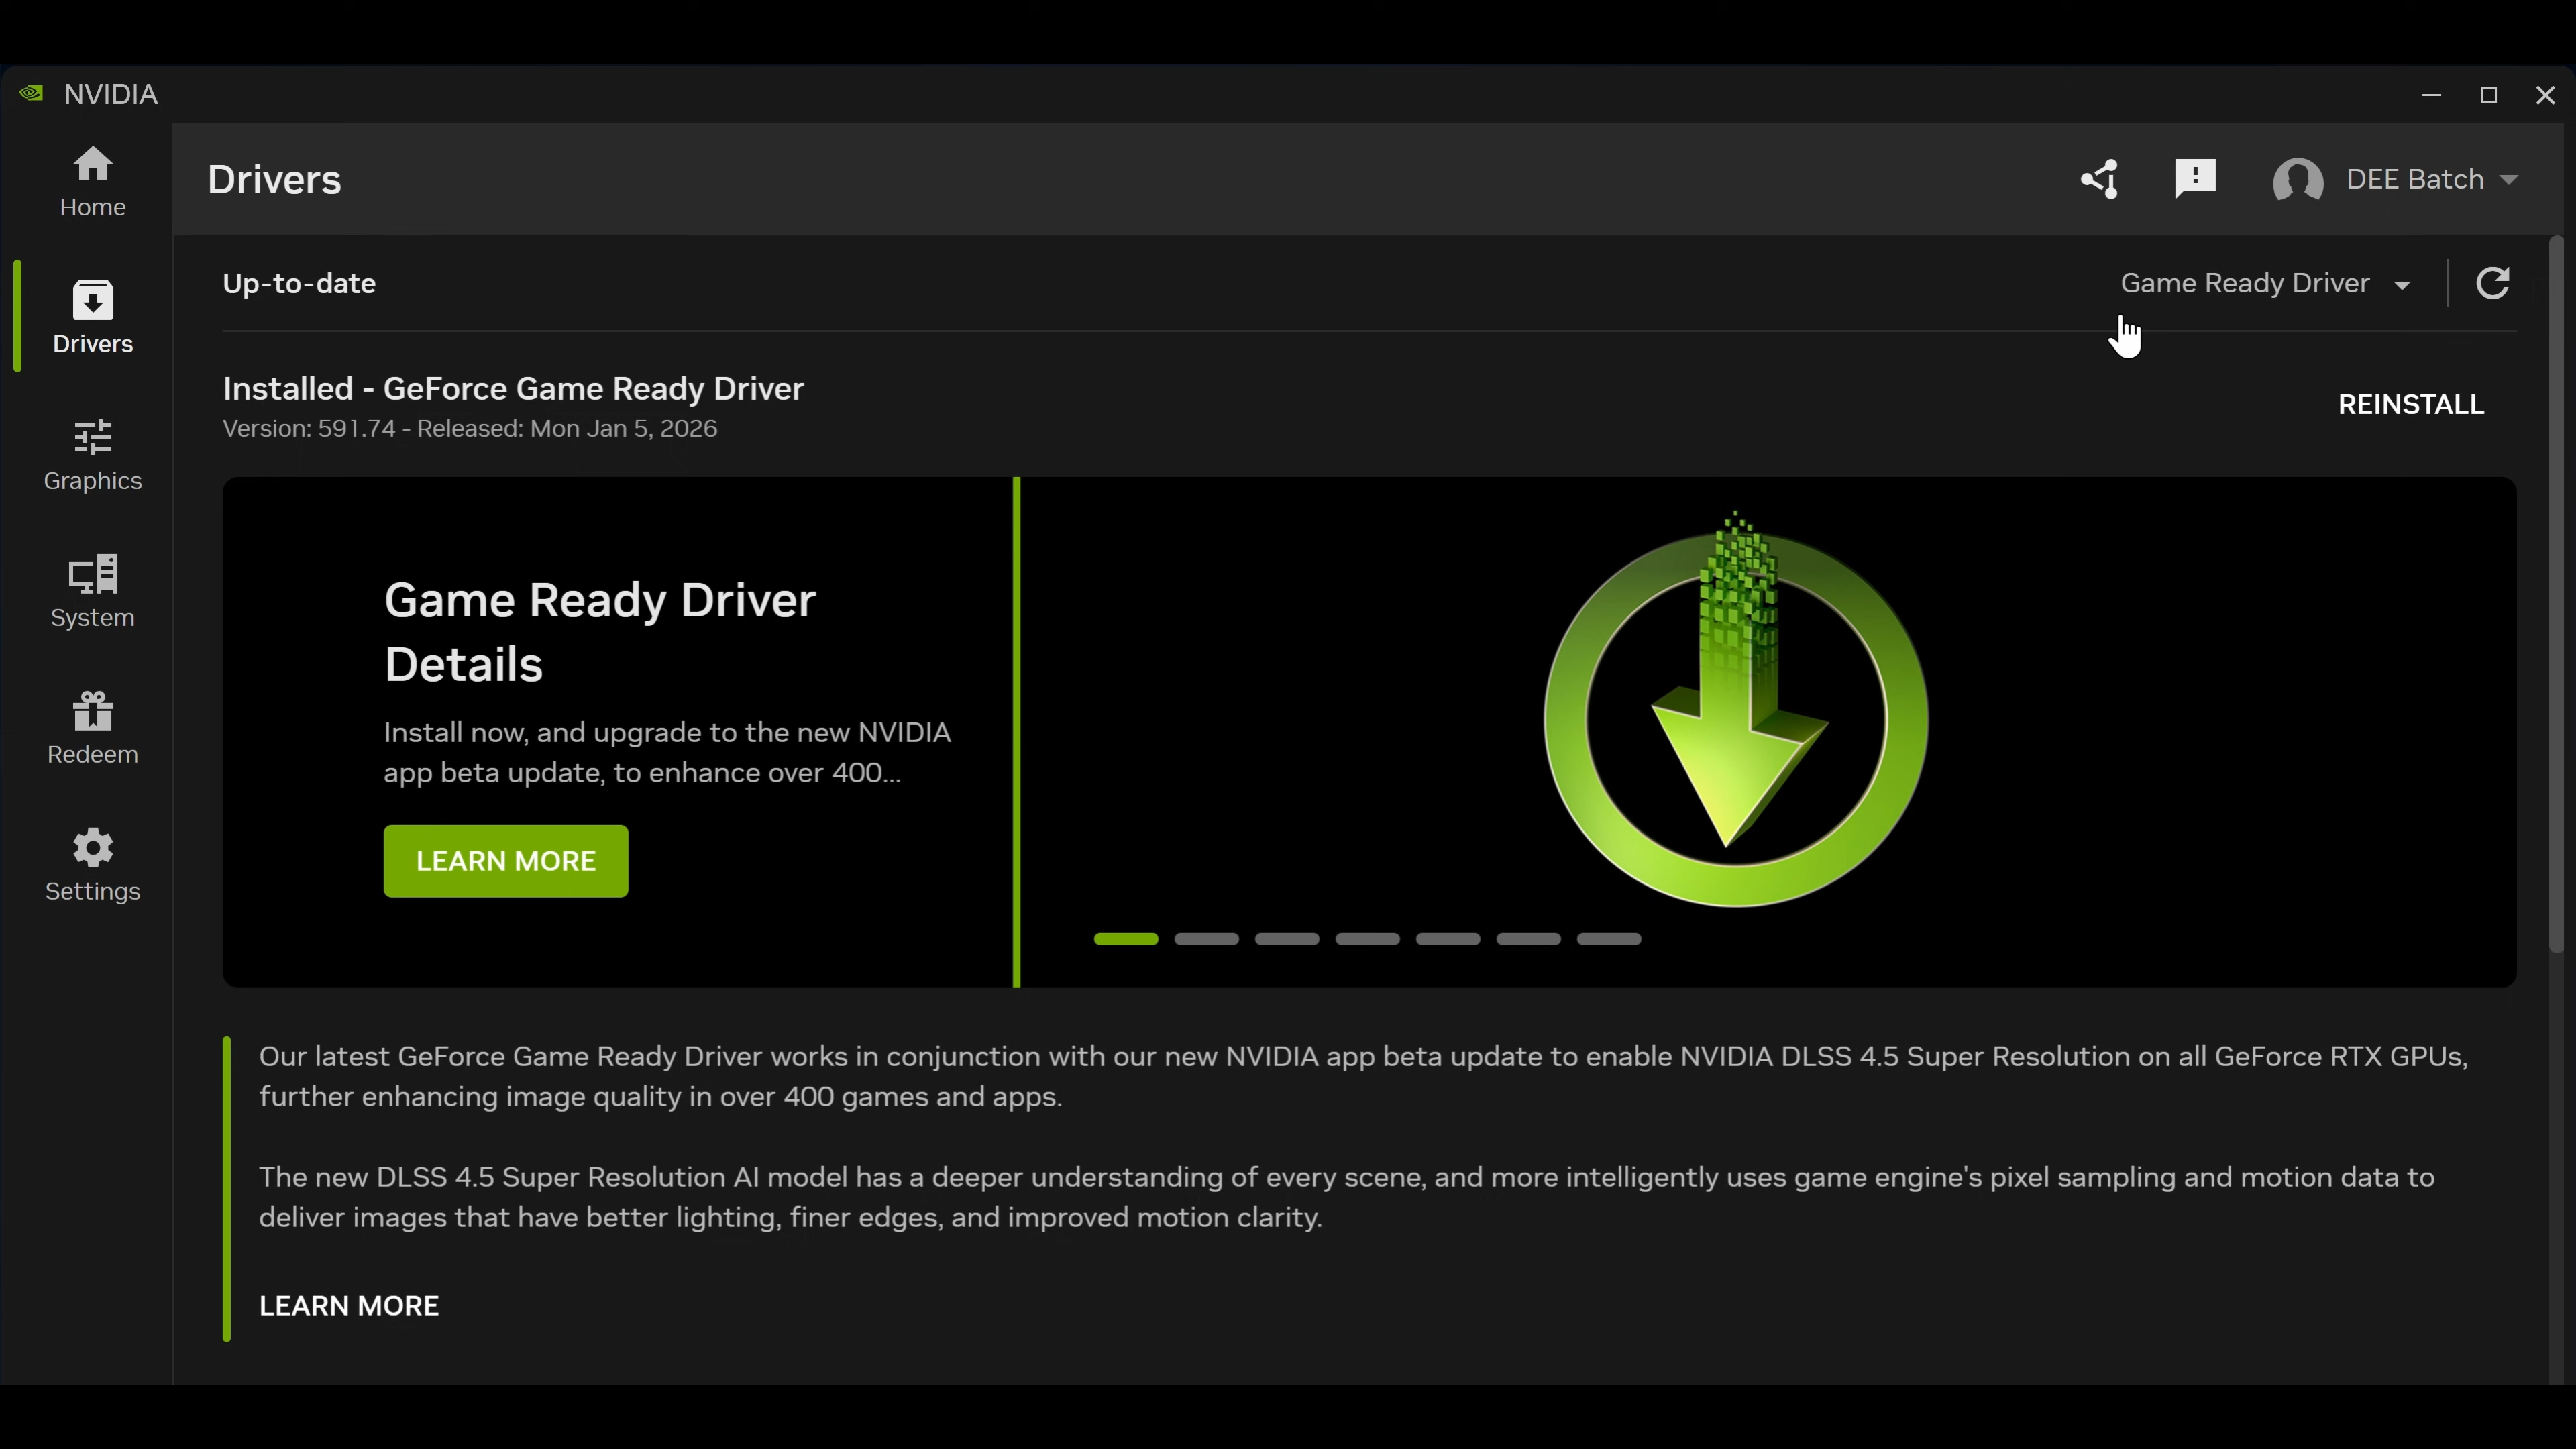 NVIDIA
Home
Drivers
Graphics
System
Redeem
Settings
Drivers
DEE Batch
Up-to-date
Game Ready Driver
Installed - GeForce Game Ready Driver
Version: 591.74 - Released: Mon Jan 5, 2026
REINSTALL
Game Ready Driver
Details
Install now, and upgrade to the new NVIDIA
app beta update, to enhance over 400...
LEARN MORE
Our latest GeForce Game Ready Driver works in conjunction with our new NVIDIA app beta update to enable NVIDIA DLSS 4.5 Super Resolution on all GeForce RTX GPUs,
further enhancing image quality in over 400 games and apps.
The new DLSS 4.5 Super Resolution AI model has a deeper understanding of every scene, and more intelligently uses game engine's pixel sampling and motion data to
deliver images that have better lighting, finer edges, and improved motion clarity.
LEARN MORE